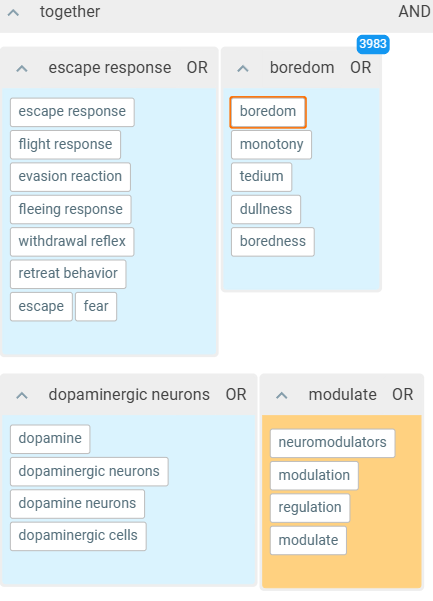 together AND
3983
escape response OR
boredom OR
escape response
flight response
evasion reaction
fleeing response
withdrawal reflex
retreat behavior
escape fear
boredom
monotony
tedium
dullness
boredness
dopaminergic neurons OR
modulate OR
dopamine
dopaminergic neurons
dopamine neurons
dopaminergic cells
neuromodulators
modulation
regulation
modulate